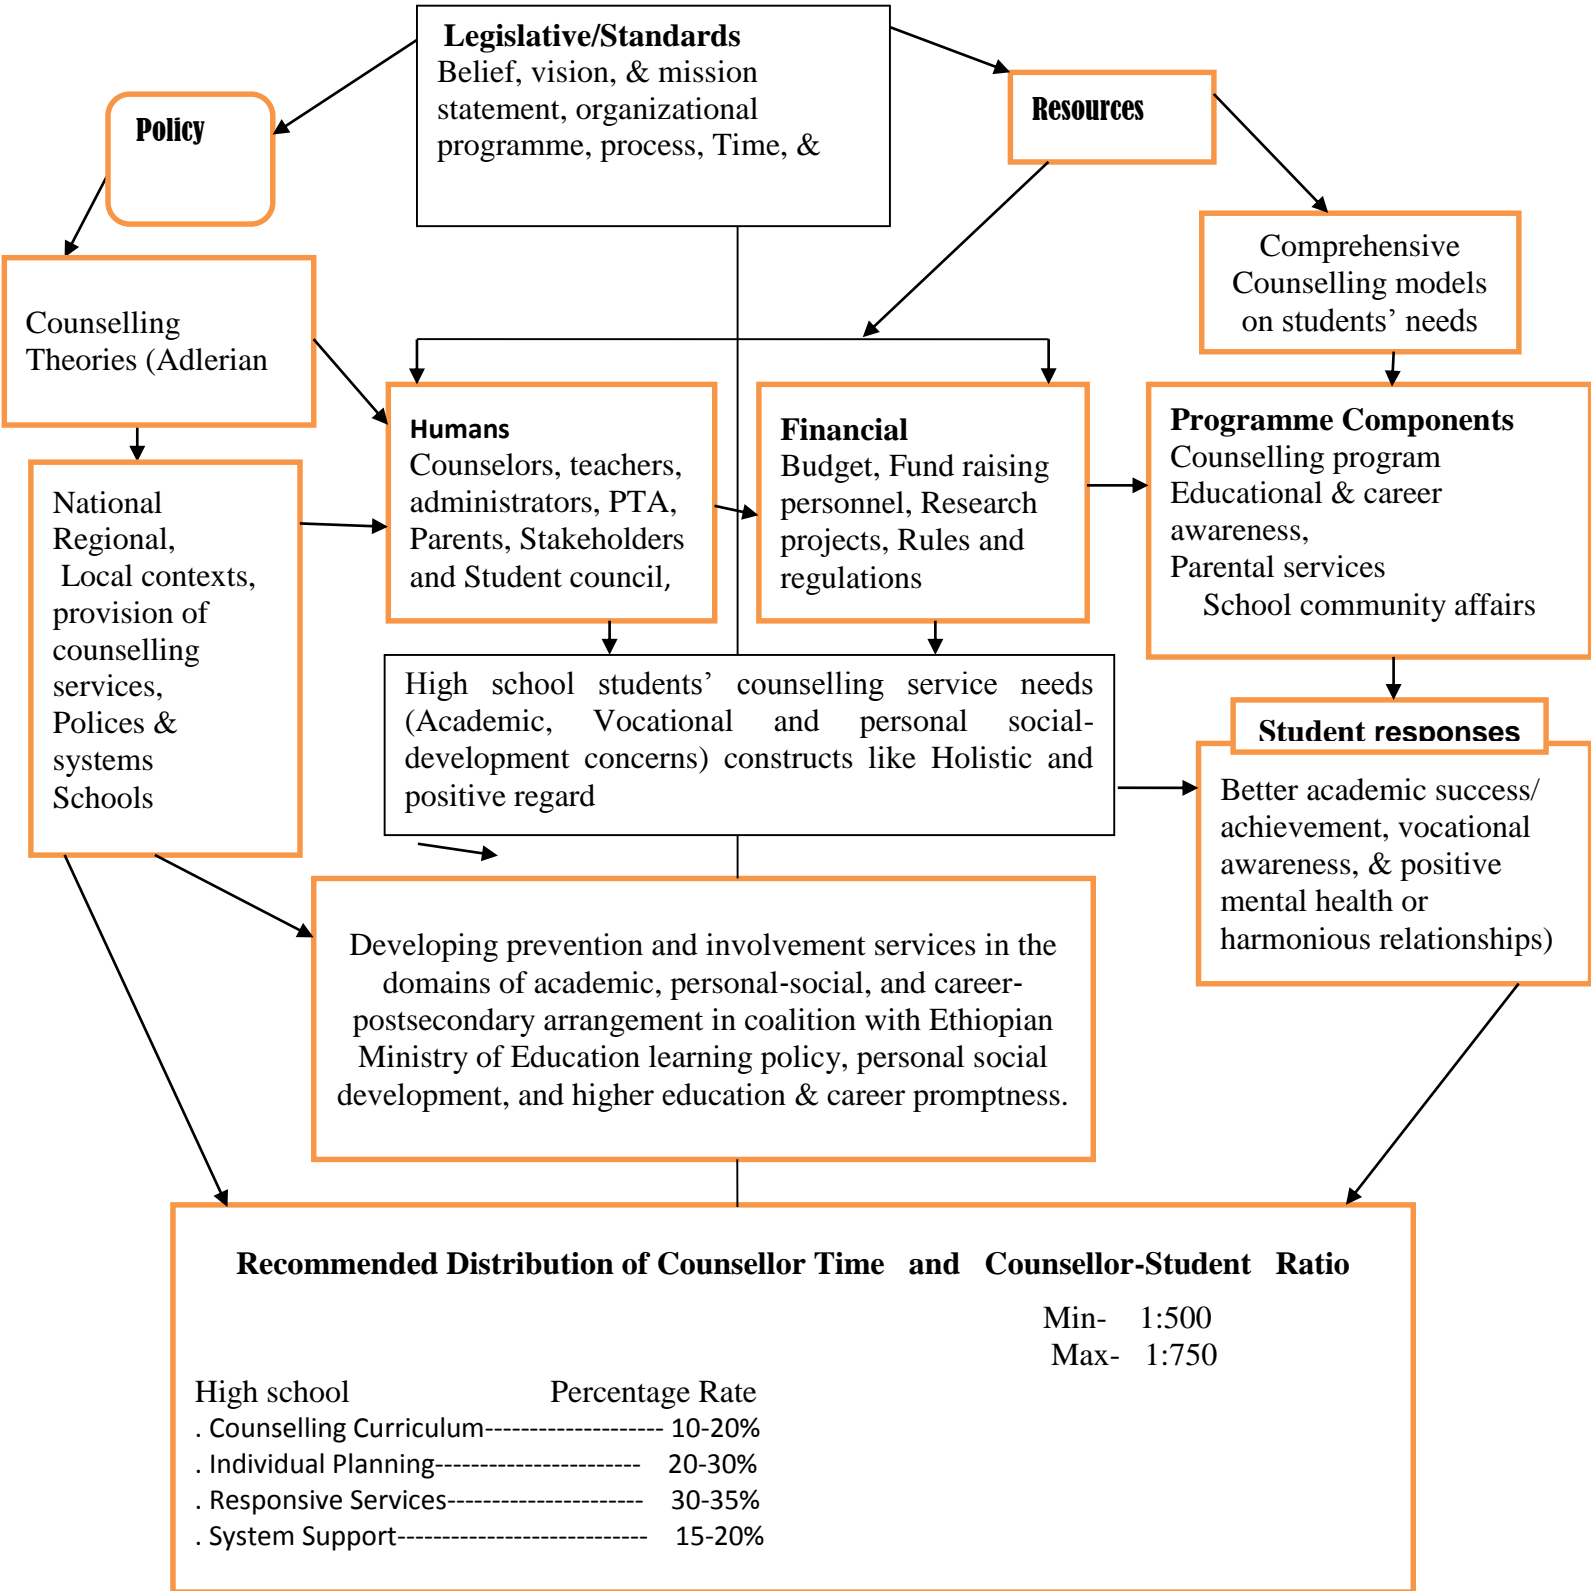 Legislative/Standards
Belief, vision, & mission
statement, organizational
programme, process, Time, &
Policy
Resources
Comprehensive
Counselling models
on students’ needs
Counselling
Theories (Adlerian
Humans
Counselors, teachers,
administrators, PTA,
Parents, Stakeholders
and Student council,
Financial
Budget, Fund raising
personnel, Research
projects, Rules and
regulations
Programme Components
Counselling program
Educational & career
awareness,
Parental services
School community affairs
National
Regional,
Local contexts,
provision of
counselling
services,
Polices &
systems
Schools
High school students’ counselling service needs
(Academic, Vocational and personal social-
development concerns) constructs like Holistic and
positive regard
Student responses
Better academic success/
achievement, vocational
awareness, & positive
mental health or
harmonious relationships)
Developing prevention and involvement services in the
domains of academic, personal-social, and career-
postsecondary arrangement in coalition with Ethiopian
Ministry of Education learning policy, personal social
development, and higher education & career promptness.
Recommended Distribution of Counsellor Time and Counsellor-Student Ratio
Min- 1:500
Max- 1:750
High school Percentage Rate
. Counselling Curriculum-------------------- 10-20%
. Individual Planning----------------------- 20-30%
. Responsive Services---------------------- 30-35%
. System Support---------------------------- 15-20%